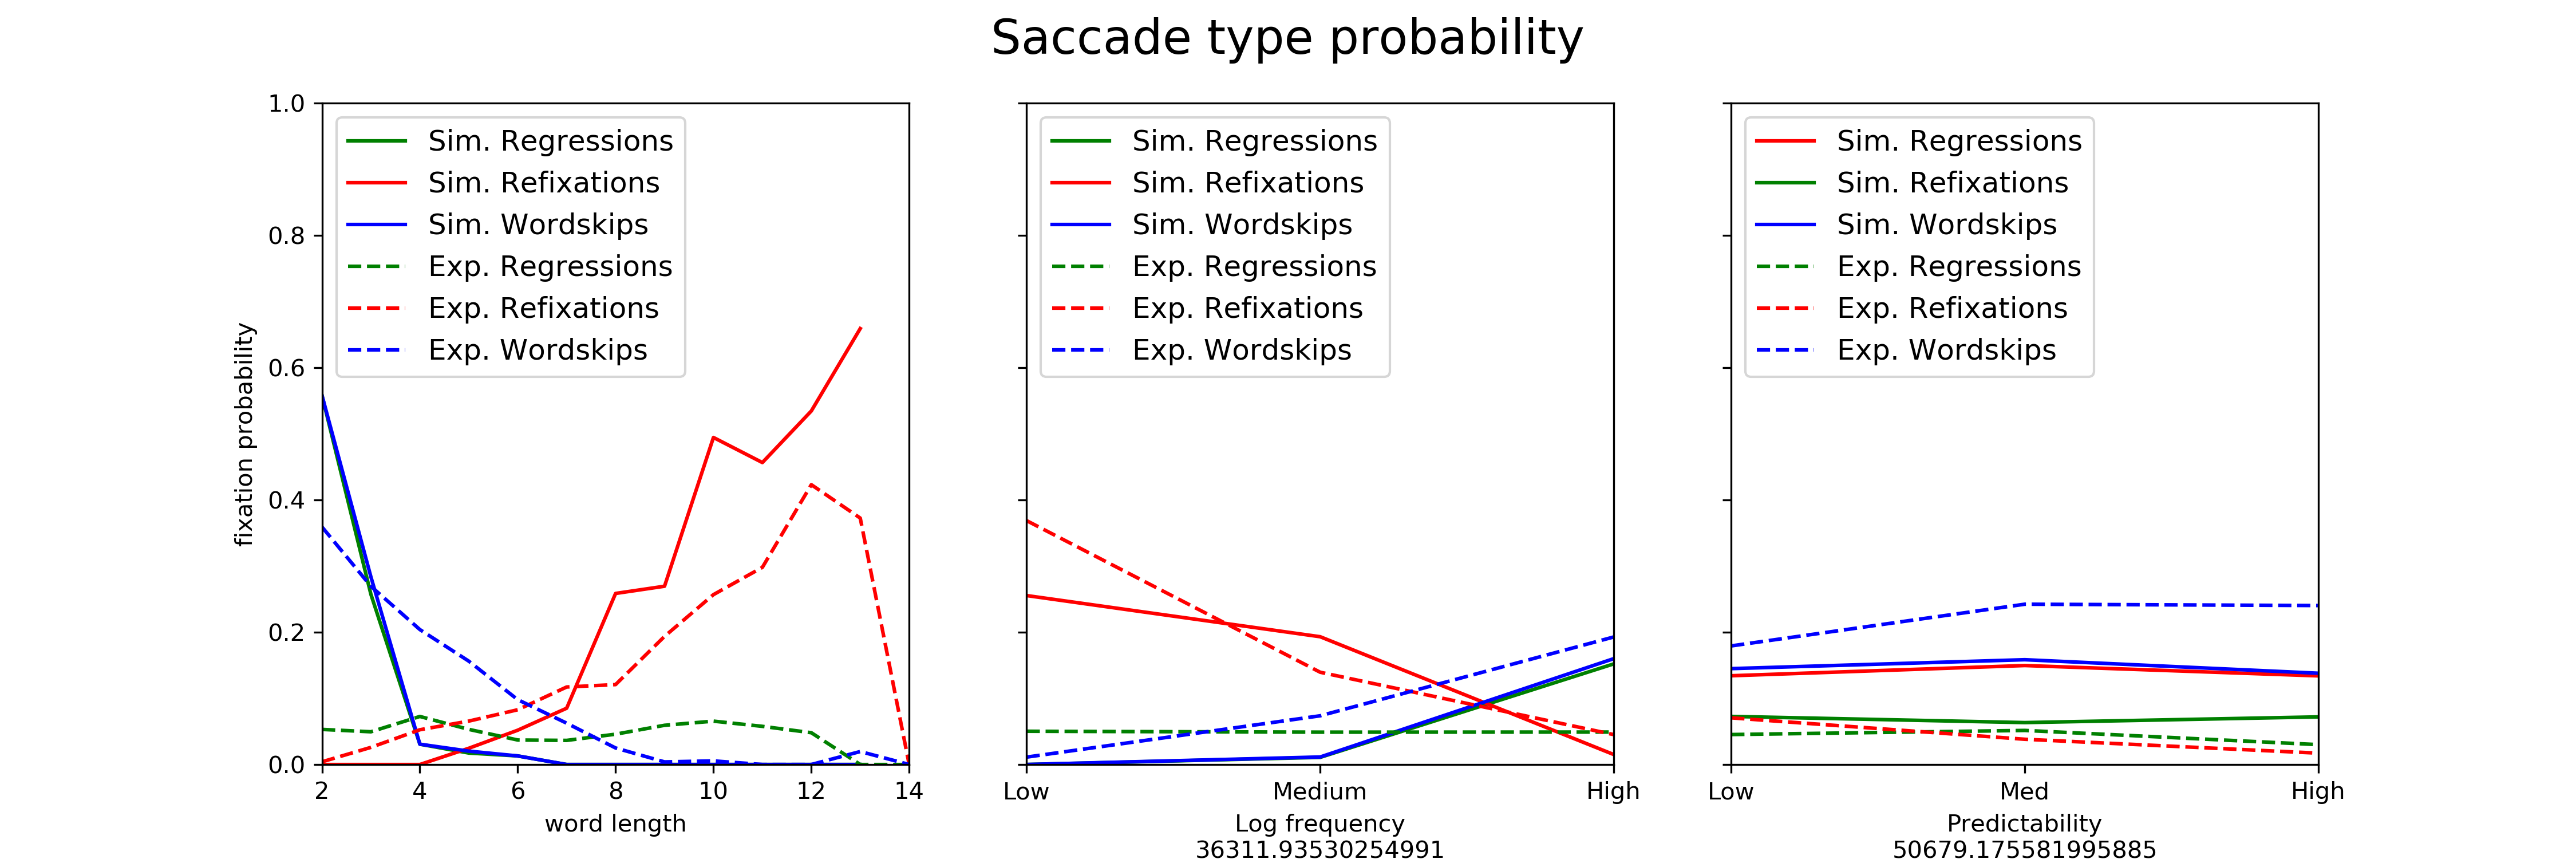 Saccade type probability
1.0
0.8
0.6
0.4
0.2
0.0
fixation probability
Sim. Regressions
Sim. Refixations
Sim. Wordskips
Exp. Regressions
Exp. Refixations
Exp. Wordskips
2 4 6 8 10 12 14
word length
Sim. Regressions
Sim. Refixations
Sim. Wordskips
Exp. Regressions
Exp. Refixations
Exp. Wordskips
Low Medium High
Log frequency
36311.93530254991
Sim. Regressions
Sim. Refixations
Sim. Wordskips
Exp. Regressions
Exp. Refixations
Exp. Wordskips
Low Med High
Predictability
50679.175581995885